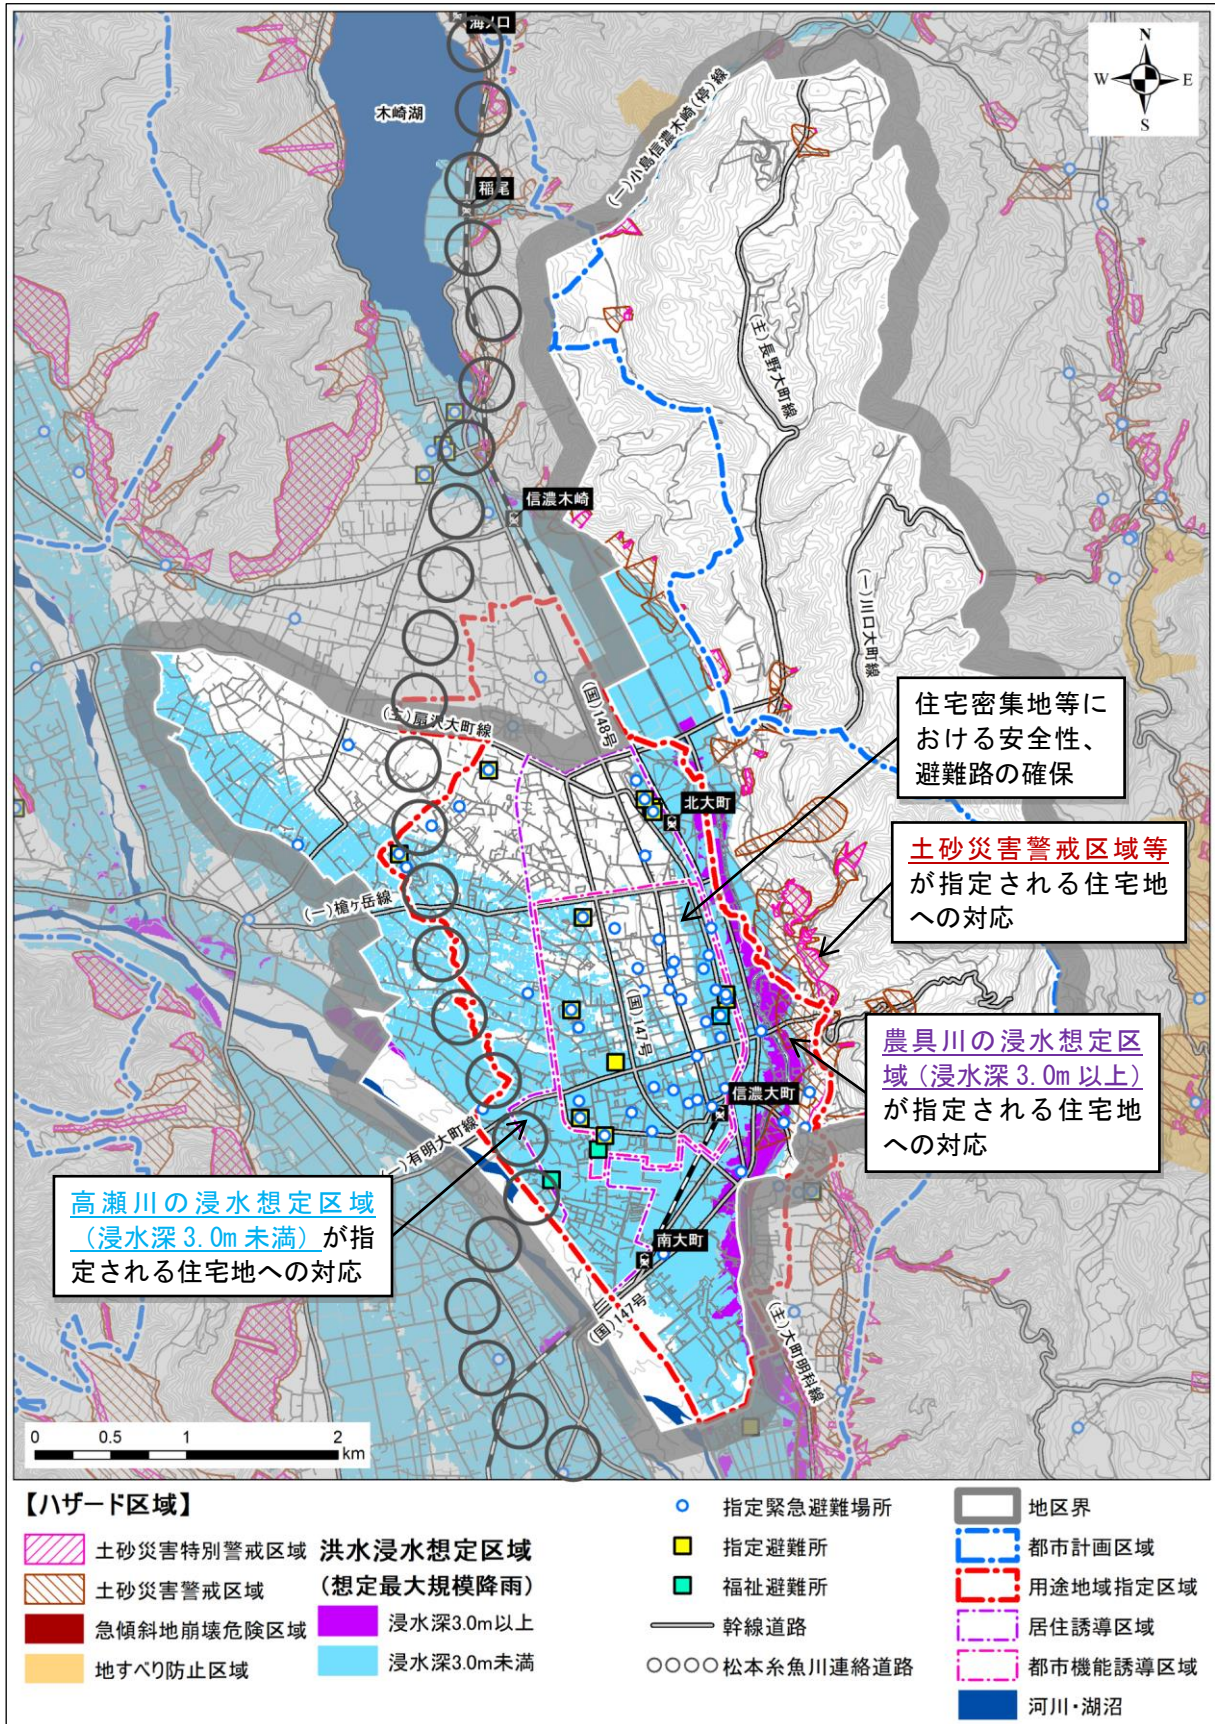 海ノ口
木崎湖
(一)小島信濃木崎(停)線
N
W
E
S
稲尾
(主)長野大町線
信濃木崎
(一)川口大町線
(国)148号
(主)扇沢大町線
住宅密集地等に
おける安全性、
避難路の確保
北大町
土砂災害警戒区域等
が指定される住宅地
への対応
(一)槍ヶ岳線
(国)147号
農具川の浸水想定区
域(浸水深 3.0m 以上)
が指定される住宅地
への対応
信濃大町
(一)有明大町線
高瀬川の浸水想定区域
(浸水深 3.0m 未満)が指
定される住宅地への対応
南大町
(国)147号
(主)大町明科線
0 0.5 1 2
km
【ハザード区域】
土砂災害特別警戒区域
土砂災害警戒区域
急傾斜地崩壊危険区域
地すべり防止区域
洪水浸水想定区域
(想定最大規模降雨)
浸水深3.0m以上
浸水深3.0m未満
指定緊急避難場所
指定避難所
福祉避難所
幹線道路
松本糸魚川連絡道路
地区界
都市計画区域
用途地域指定区域
居住誘導区域
都市機能誘導区域
河川・湖沼